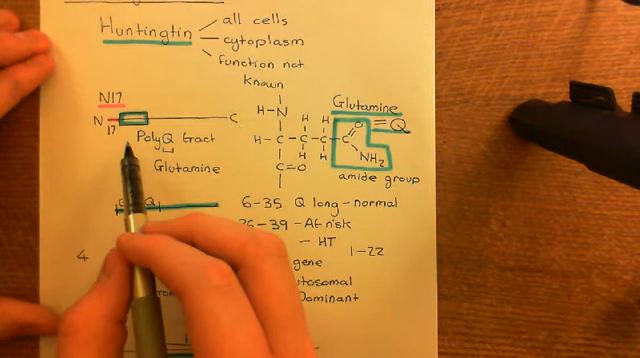 Huntingtin
all cells
cytoplasm
function not
known
N17
N
C
17
PolyQ tract
Glutamine
Q
4
H-N
H H
H-C-C-C-C
O
H H
NH2
C=O
Glutamine
= Q
amide group
6-35 Q long - normal
36-39 - At risk
- HT
1-22
gene
Dominant